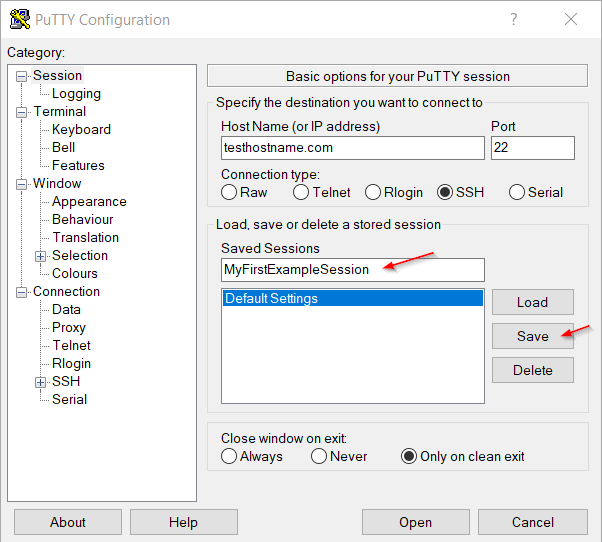 PuTTY Configuration
?
Category:
Session
Logging
Terminal
Keyboard
Bell
Features
Window
Appearance
Behaviour
Translation
Selection
Colours
Connection
Data
Proxy
Telnet
Rlogin
SSH
Serial
Basic options for your PuTTY session
Specify the destination you want to connect to
Host Name (or IP address) Port
testhostname.com 22
Connection type:
Raw Telnet Rlogin SSH Serial
Load, save or delete a stored session
Saved Sessions
MyFirstExampleSession
Default Settings
Load
Save
Delete
Close window on exit:
Always Never Only on clean exit
About Help Open Cancel